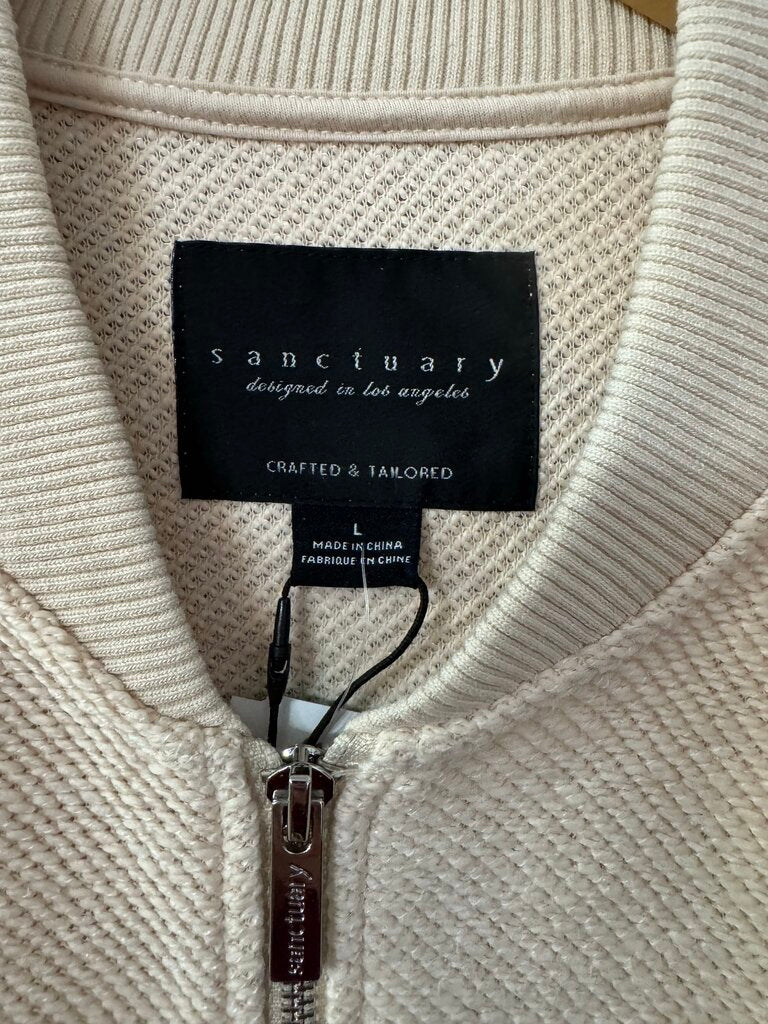 sanctuary
designed in los angeles
CRAFTED & TAILORED
L
MADE IN CHINA
FABRIQUE EN CHINE
sanctuary